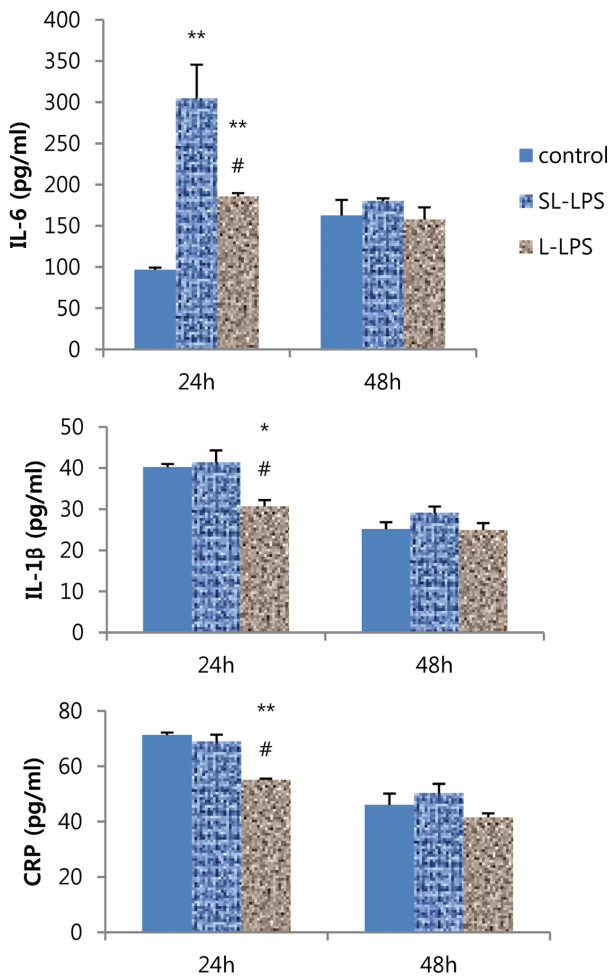 400
350
300
250
200
150
100
50
0
IL-6 (pg/ml)
**
**
#
24h
48h
control
SL-LPS
L-LPS
50
40
30
20
10
0
IL-1β (pg/ml)
*
#
24h
48h
80
60
40
20
0
CRP (pg/ml)
**
#
24h
48h